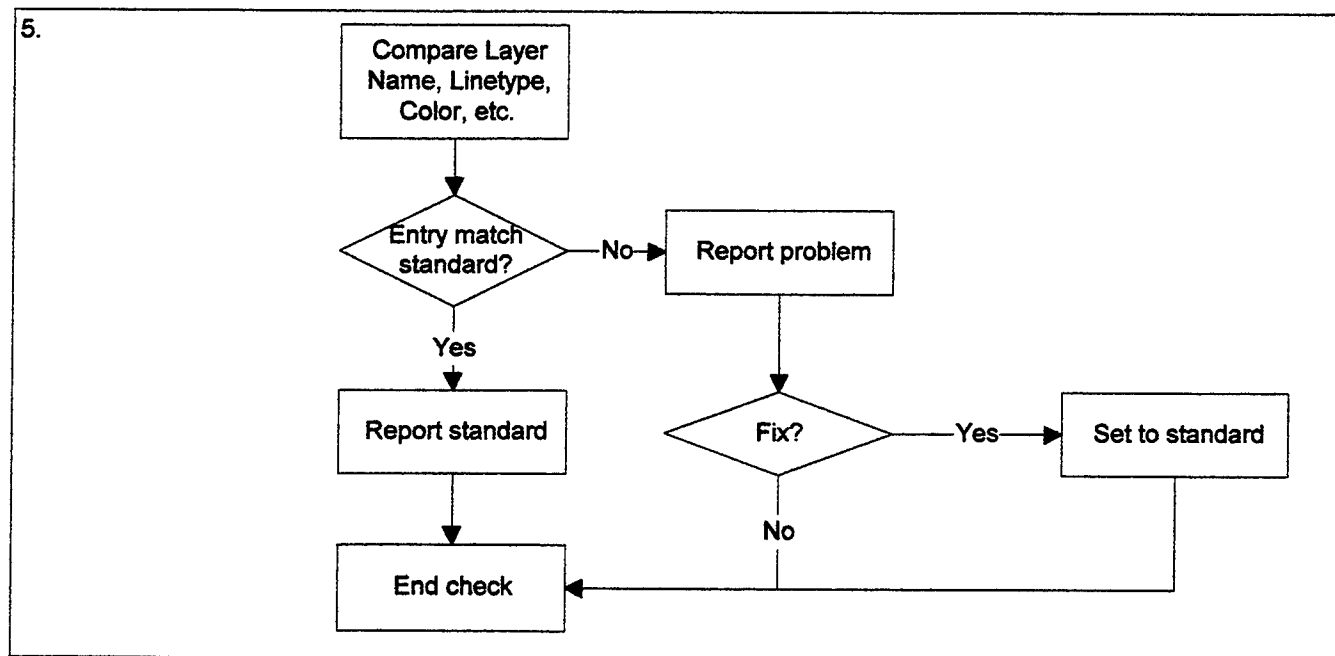 5.
Compare Layer
Name, Linetype,
Color, etc.
Entry match
standard?
No
Report problem
Yes
Report standard
Fix?
Yes
Set to standard
No
End check